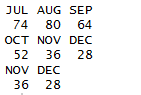 JUL AUG SEP
74 80 64
OCT NOV DEC
52 36 28
NOV DEC
36 28